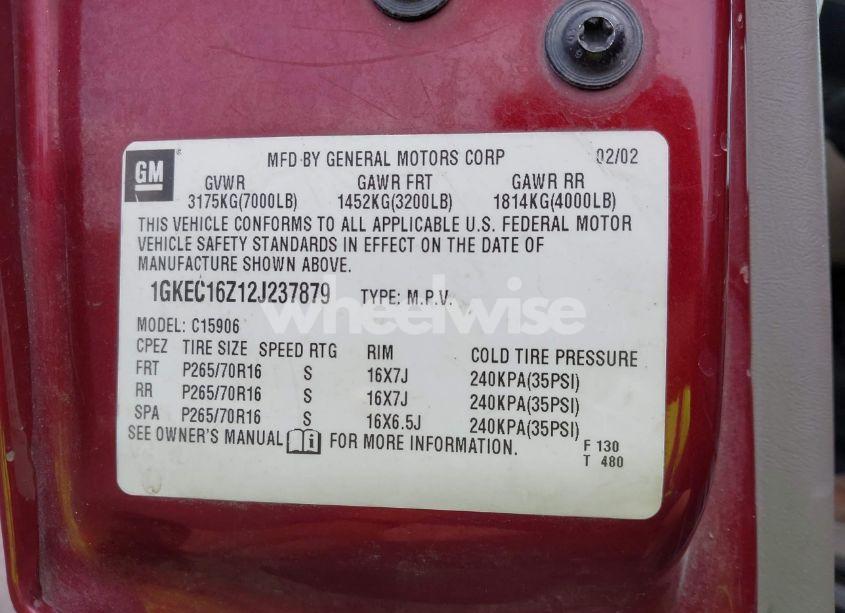 GM ® MFD BY GENERAL MOTORS CORP 02/02
GVWR GAWR FRT GAWR RR
3175KG(7000LB) 1452KG(3200LB) 1814KG(4000LB)
THIS VEHICLE CONFORMS TO ALL APPLICABLE U.S. FEDERAL MOTOR
VEHICLE SAFETY STANDARDS IN EFFECT ON THE DATE OF
MANUFACTURE SHOWN ABOVE.
1GKEC16Z12J237879 TYPE: M.P.V.
wheelwise
MODEL: C15906
CPEZ TIRE SIZE SPEED RTG RIM COLD TIRE PRESSURE
FRT P265/70R16 S 16X7J 240KPA(35PSI)
RR P265/70R16 S 16X7J 240KPA(35PSI)
SPA P265/70R16 S 16X6.5J 240KPA(35PSI)
SEE OWNER'S MANUAL FOR MORE INFORMATION.
F 130
T 480